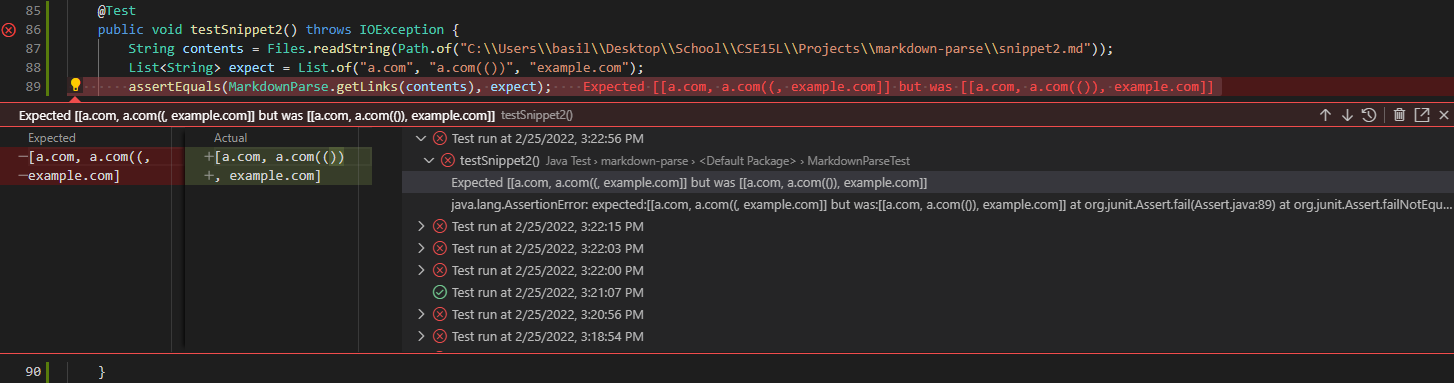 85 @Test
86 public void testSnippet2() throws IOException {
87 String contents = Files.readString(Path.of("C:\\Users\\basil\\Desktop\\School\\CSE15L\\Projects\\markdown-parse\\snippet2.md"));
88 List<String> expect = List.of("a.com", "a.com(())", "example.com");
89 assertEquals(MarkdownParse.getLinks(contents), expect); Expected [[a.com, a.com((, example.com]] but was [[a.com, a.com(()), example.com]]
Expected [[a.com, a.com((, example.com]] but was [[a.com, a.com(()), example.com]] testSnippet2()
Expected Actual
−[a.com, a.com((, +[a.com, a.com(())
−example.com] +, example.com]
Test run at 2/25/2022, 3:22:56 PM
testSnippet2() Java Test › markdown-parse › <Default Package> › MarkdownParseTest
Expected [[a.com, a.com((, example.com]] but was [[a.com, a.com(()), example.com]]
java.lang.AssertionError: expected:[[a.com, a.com((, example.com]] but was:[[a.com, a.com(()), example.com]] at org.junit.Assert.fail(Assert.java:89) at org.junit.Assert.failNotEqu...
Test run at 2/25/2022, 3:22:15 PM
Test run at 2/25/2022, 3:22:03 PM
Test run at 2/25/2022, 3:22:00 PM
Test run at 2/25/2022, 3:21:07 PM
Test run at 2/25/2022, 3:20:56 PM
Test run at 2/25/2022, 3:18:54 PM
90 }